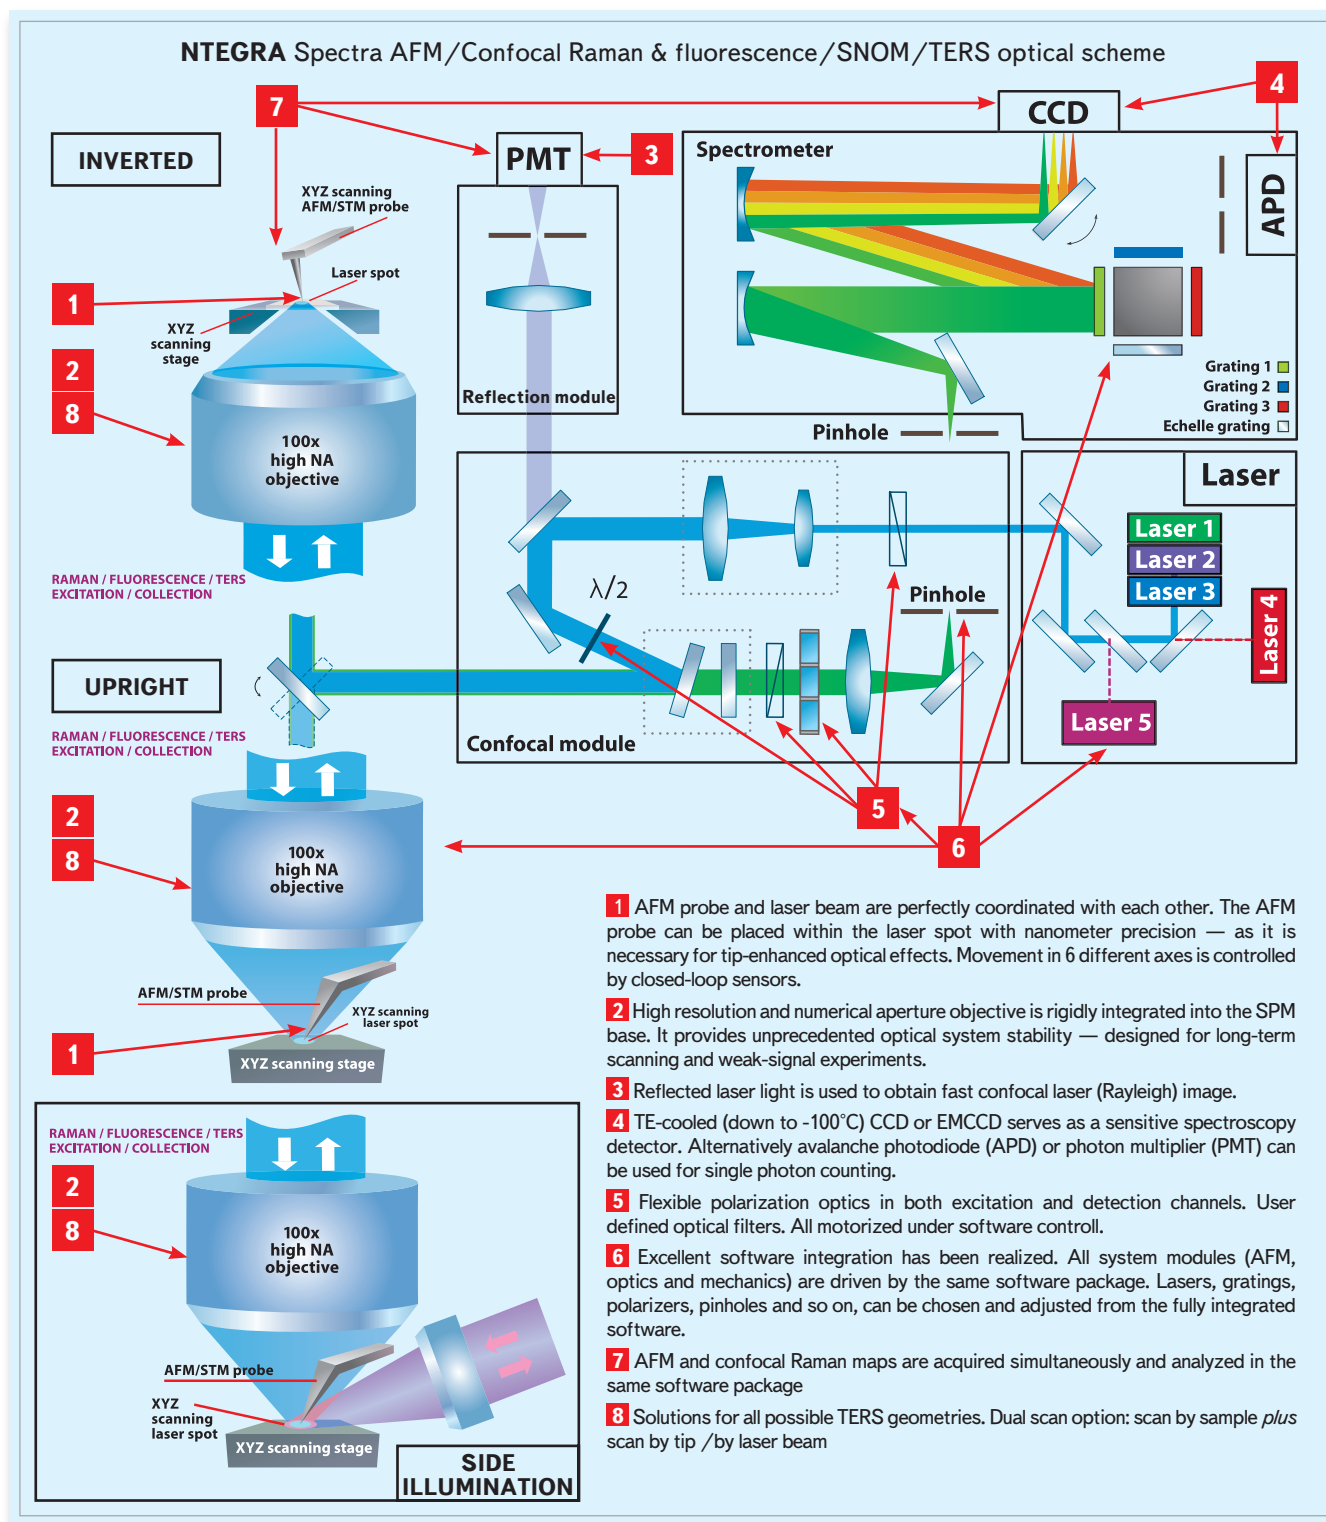 NTEGRA Spectra AFM/Confocal Raman & fluorescence/SNOM/TERS optical scheme
7
4
CCD
INVERTED
PMT
3
Spectrometer
APD
XYZ scanning
AFM/STM probe
Laser spot
1
XYZ
scanning
stage
2
8
Reflection module
Grating 1
Grating 2
Grating 3
Echelle grating
Pinhole
100x
high NA
objective
Laser
Laser 1
Laser 2
Laser 3
Laser 4
Laser 5
RAMAN / FLUORESCENCE / TERS
EXCITATION / COLLECTION
λ/2
Pinhole
UPRIGHT
Confocal module
RAMAN / FLUORESCENCE / TERS
EXCITATION / COLLECTION
5
6
2
8
100x
high NA
objective
AFM/STM probe
XYZ scanning
laser spot
1
XYZ scanning stage
RAMAN / FLUORESCENCE / TERS
EXCITATION / COLLECTION
2
8
100x
high NA
objective
AFM/STM probe
XYZ
scanning
laser spot
XYZ scanning stage
SIDE
ILLUMINATION
1 AFM probe and laser beam are perfectly coordinated with each other. The AFM
probe can be placed within the laser spot with nanometer precision — as it is
necessary for tip-enhanced optical effects. Movement in 6 different axes is controlled
by closed-loop sensors.
2 High resolution and numerical aperture objective is rigidly integrated into the SPM
base. It provides unprecedented optical system stability — designed for long-term
scanning and weak-signal experiments.
3 Reflected laser light is used to obtain fast confocal laser (Rayleigh) image.
4 TE-cooled (down to -100°C) CCD or EMCCD serves as a sensitive spectroscopy
detector. Alternatively avalanche photodiode (APD) or photon multiplier (PMT) can
be used for single photon counting.
5 Flexible polarization optics in both excitation and detection channels. User
defined optical filters. All motorized under software controll.
6 Excellent software integration has been realized. All system modules (AFM,
optics and mechanics) are driven by the same software package. Lasers, gratings,
polarizers, pinholes and so on, can be chosen and adjusted from the fully integrated
software.
7 AFM and confocal Raman maps are acquired simultaneously and analyzed in the
same software package
8 Solutions for all possible TERS geometries. Dual scan option: scan by sample plus
scan by tip /by laser beam